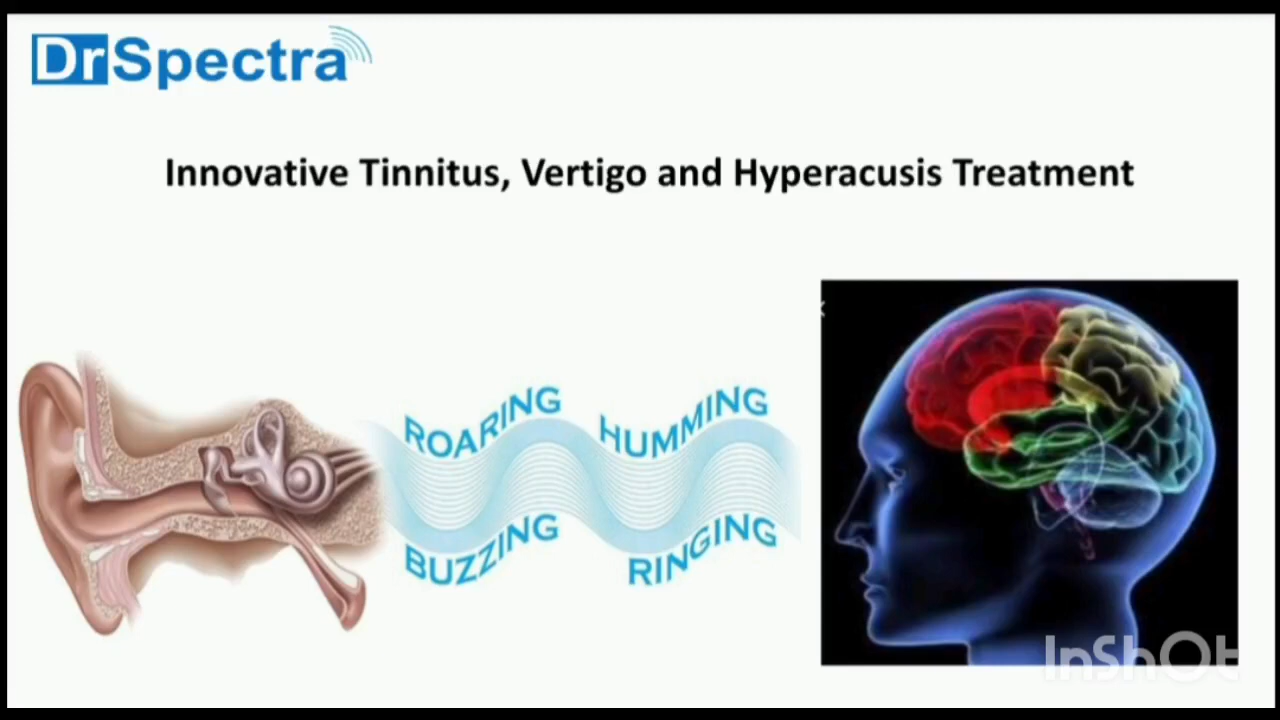 DrSpectra
Innovative Tinnitus, Vertigo and Hyperacusis Treatment
ROARING HUMMING
BUZZING RINGING
InShOt